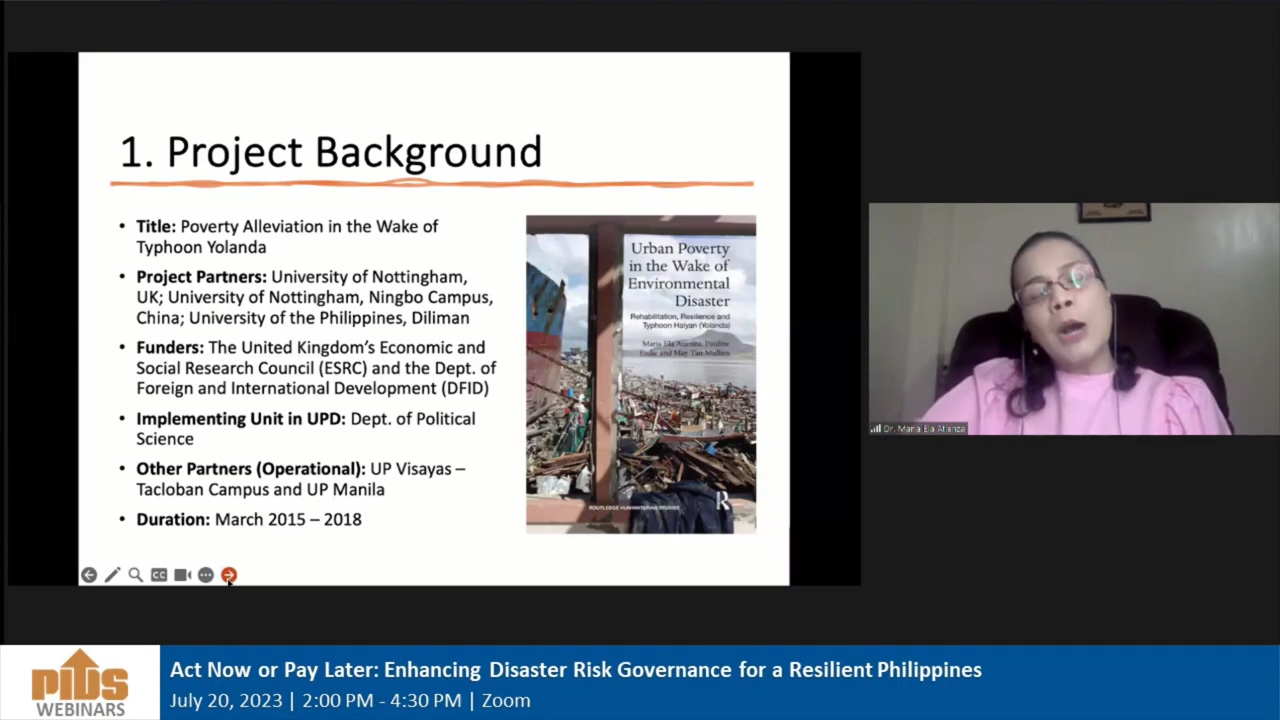 1. Project Background
• Title: Poverty Alleviation in the Wake of
Typhoon Yolanda
• Project Partners: University of Nottingham,
UK; University of Nottingham, Ningbo Campus,
China; University of the Philippines, Diliman
• Funders: The United Kingdom's Economic and
Social Research Council (ESRC) and the Dept. of
Foreign and International Development (DFID)
• Implementing Unit in UPD: Dept. of Political
Science
• Other Partners (Operational): UP Visayas –
Tacloban Campus and UP Manila
• Duration: March 2015 – 2018
Urban Poverty
in the Wake of
Environmental
Disaster
Rehabilitation, Resilience and
Typhoon Haiyan (Yolanda)
Maria Ela Atienza, Pauline
Eadie and May Tan-Mullins
ROUTLEDGE HUMANITARIAN STUDIES
R
CC
Dr. Maria Ela Atienza
PIDS
WEBINARS
Act Now or Pay Later: Enhancing Disaster Risk Governance for a Resilient Philippines
July 20, 2023 | 2:00 PM - 4:30 PM | Zoom